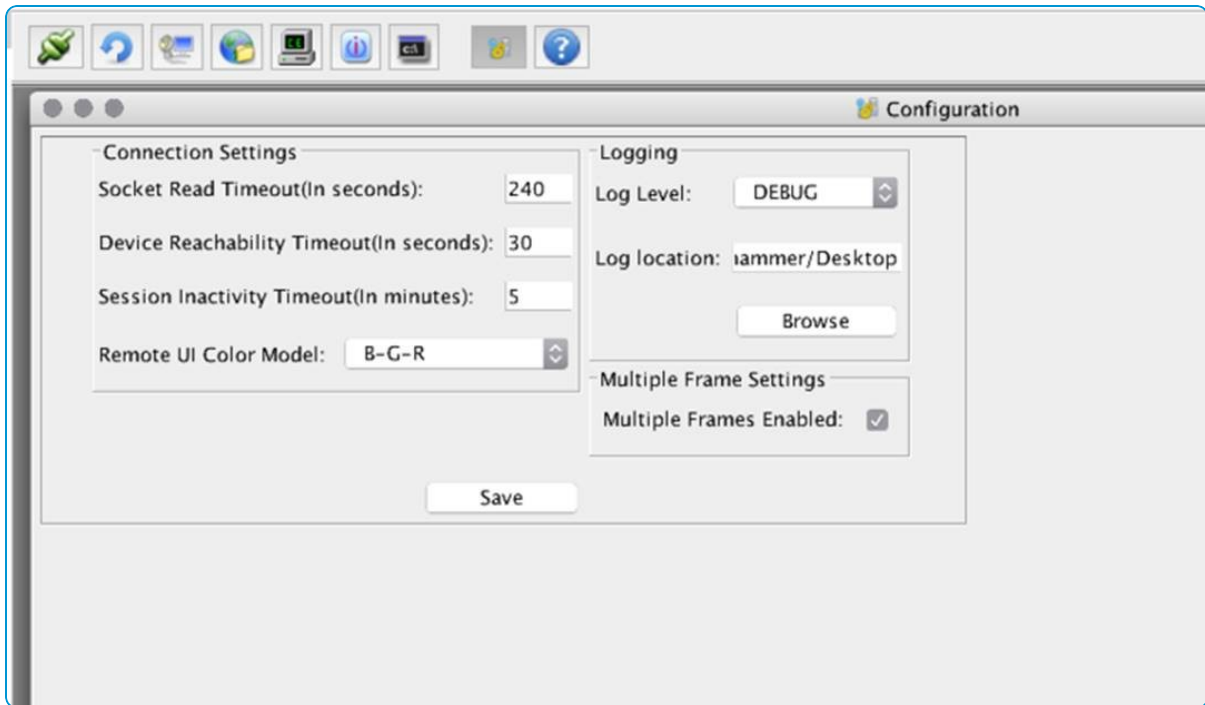 Configuration
Connection Settings
Socket Read Timeout(In seconds): 240
Device Reachability Timeout(In seconds): 30
Session Inactivity Timeout(In minutes): 5
Remote UI Color Model: B-G-R
Logging
Log Level: DEBUG
Log location: ammer/Desktop
Browse
Multiple Frame Settings
Multiple Frames Enabled:
Save